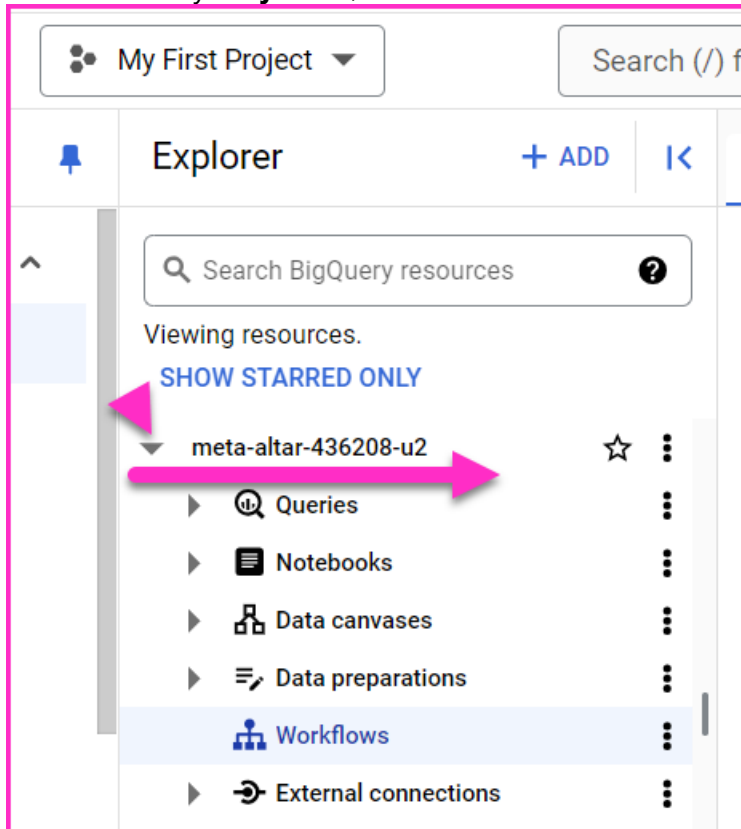 My First Project
Search (/) f
Explorer
+ ADD
Search BigQuery resources
Viewing resources.
SHOW STARRED ONLY
meta-altar-436208-u2
Queries
Notebooks
Data canvases
Data preparations
Workflows
External connections